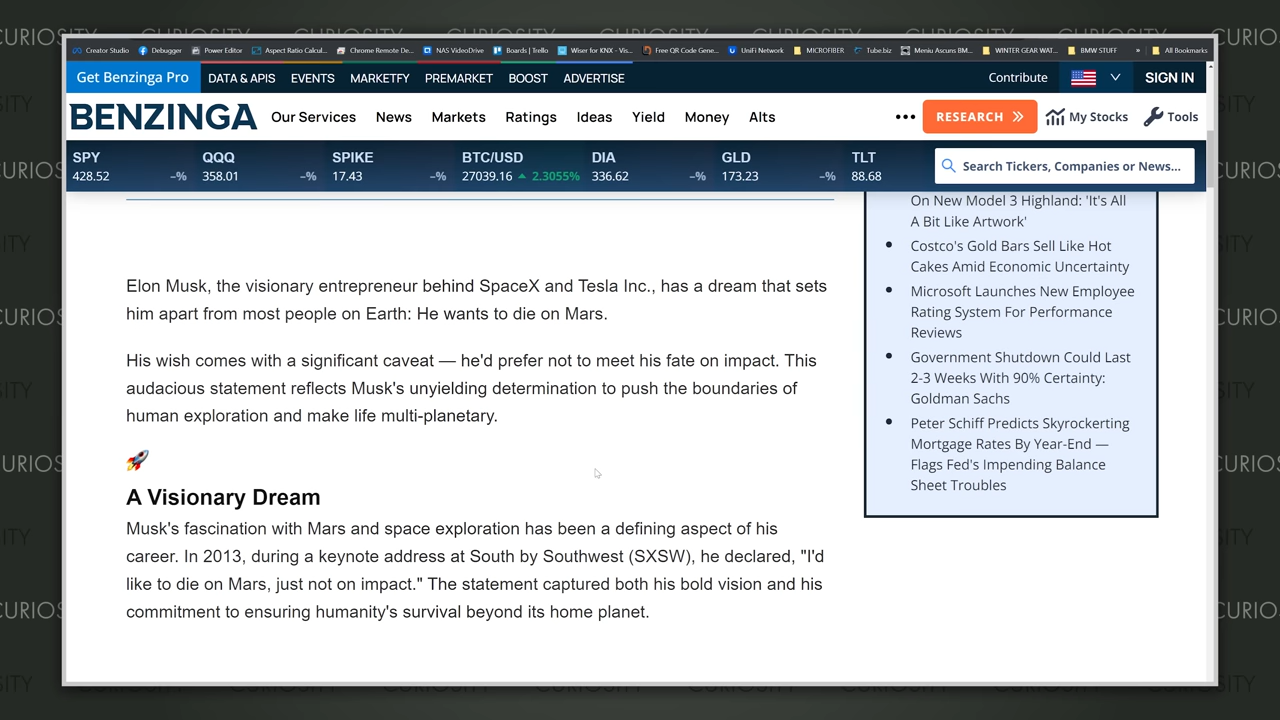 Creator Studio Debugger Power Editor Aspect Ratio Calcul... Chrome Remote De... NAS VideoDrive Boards | Trello Wiser for KNX - Vis... Free QR Code Gene... UniFi Network MICROFIBER Tube.biz Meniu Ascuns BM... WINTER GEAR WAT... BMW STUFF » All Bookmarks
Get Benzinga Pro DATA & APIS EVENTS MARKETFY PREMARKET BOOST ADVERTISE Contribute SIGN IN
BENZINGA Our Services News Markets Ratings Ideas Yield Money Alts ••• RESEARCH My Stocks Tools
SPY QQQ SPIKE BTC/USD DIA GLD TLT
428.52 –% 358.01 –% 17.43 –% 27039.16 2.3055% 336.62 –% 173.23 –% 88.68
Search Tickers, Companies or News...
Elon Musk, the visionary entrepreneur behind SpaceX and Tesla Inc., has a dream that sets
him apart from most people on Earth: He wants to die on Mars.
His wish comes with a significant caveat — he'd prefer not to meet his fate on impact. This
audacious statement reflects Musk's unyielding determination to push the boundaries of
human exploration and make life multi-planetary.
🚀
A Visionary Dream
Musk's fascination with Mars and space exploration has been a defining aspect of his
career. In 2013, during a keynote address at South by Southwest (SXSW), he declared, "I'd
like to die on Mars, just not on impact." The statement captured both his bold vision and his
commitment to ensuring humanity's survival beyond its home planet.
On New Model 3 Highland: 'It's All
A Bit Like Artwork'
• Costco's Gold Bars Sell Like Hot
Cakes Amid Economic Uncertainty
• Microsoft Launches New Employee
Rating System For Performance
Reviews
• Government Shutdown Could Last
2-3 Weeks With 90% Certainty:
Goldman Sachs
• Peter Schiff Predicts Skyrockerting
Mortgage Rates By Year-End —
Flags Fed's Impending Balance
Sheet Troubles